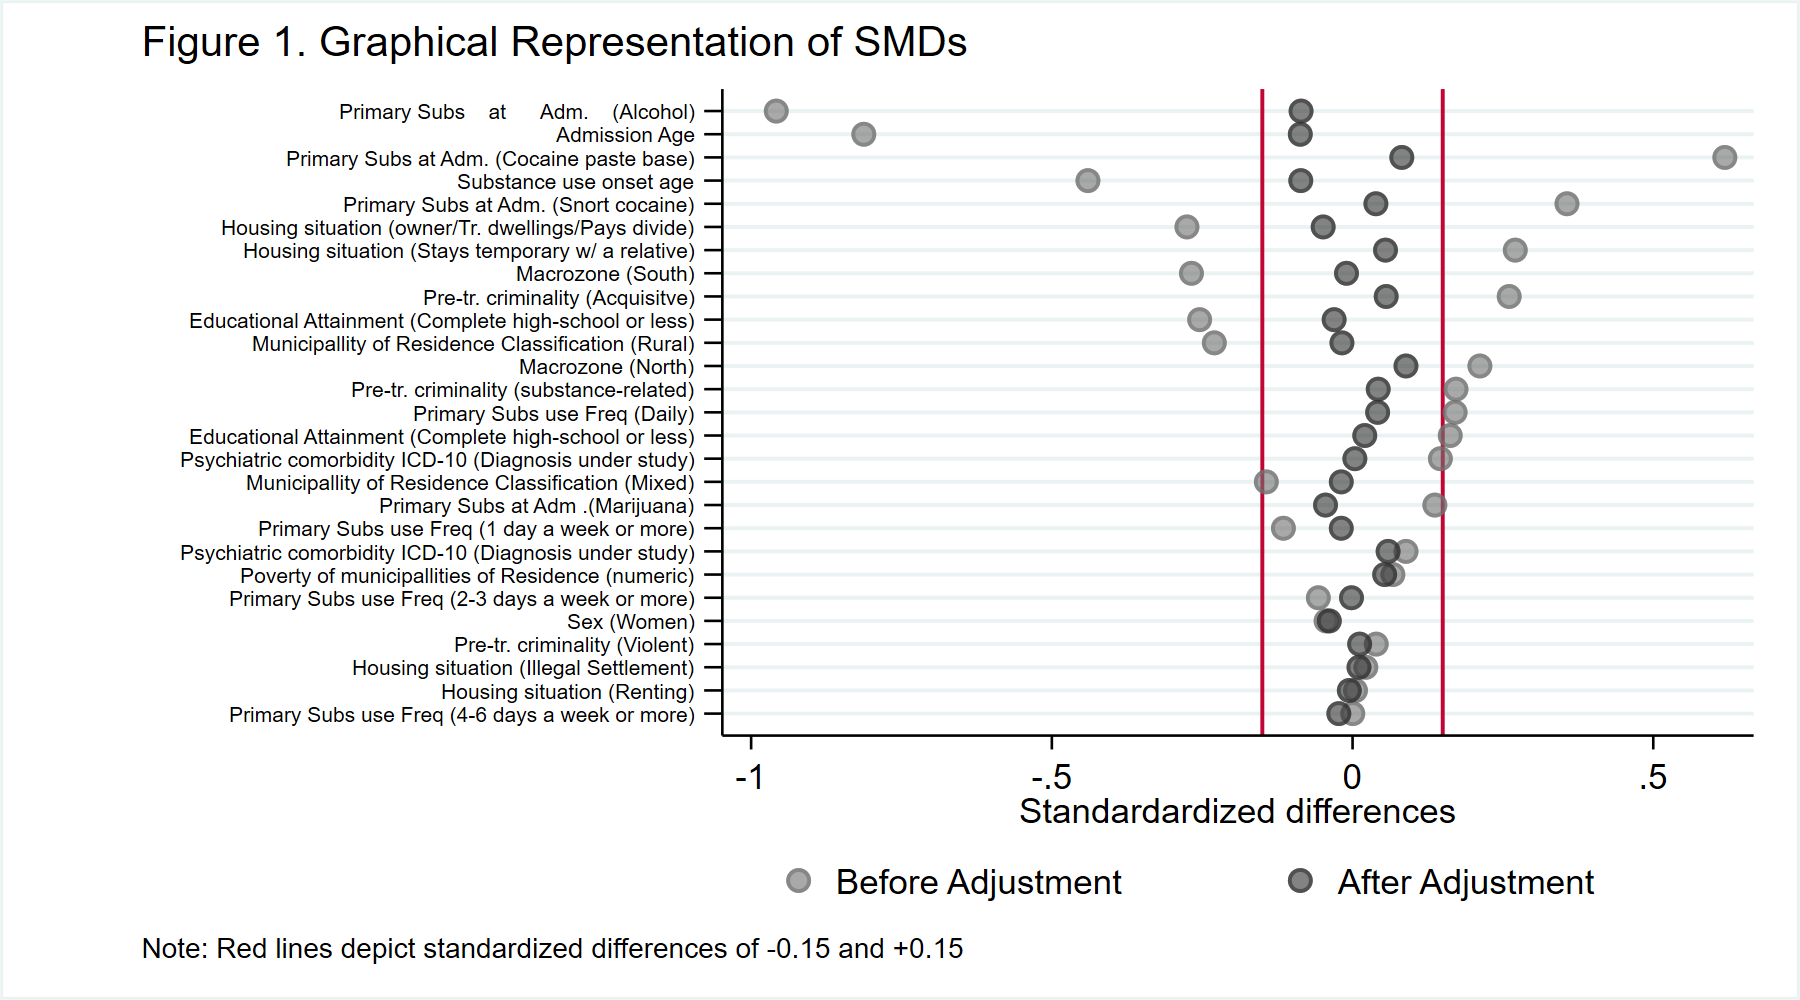 Figure 1. Graphical Representation of SMDs
Primary Subs at Adm. (Alcohol)
Admission Age
Primary Subs at Adm. (Cocaine paste base)
Substance use onset age
Primary Subs at Adm. (Snort cocaine)
Housing situation (owner/Tr. dwellings/Pays divide)
Housing situation (Stays temporary w/ a relative)
Macrozone (South)
Pre-tr. criminality (Acquisitve)
Educational Attainment (Complete high-school or less)
Municipallity of Residence Classification (Rural)
Macrozone (North)
Pre-tr. criminality (substance-related)
Primary Subs use Freq (Daily)
Educational Attainment (Complete high-school or less)
Psychiatric comorbidity ICD-10 (Diagnosis under study)
Municipallity of Residence Classification (Mixed)
Primary Subs at Adm .(Marijuana)
Primary Subs use Freq (1 day a week or more)
Psychiatric comorbidity ICD-10 (Diagnosis under study)
Poverty of municipallities of Residence (numeric)
Primary Subs use Freq (2-3 days a week or more)
Sex (Women)
Pre-tr. criminality (Violent)
Housing situation (Illegal Settlement)
Housing situation (Renting)
Primary Subs use Freq (4-6 days a week or more)
-1 -.5 0 .5
Standardardized differences
Before Adjustment After Adjustment
Note: Red lines depict standardized differences of -0.15 and +0.15